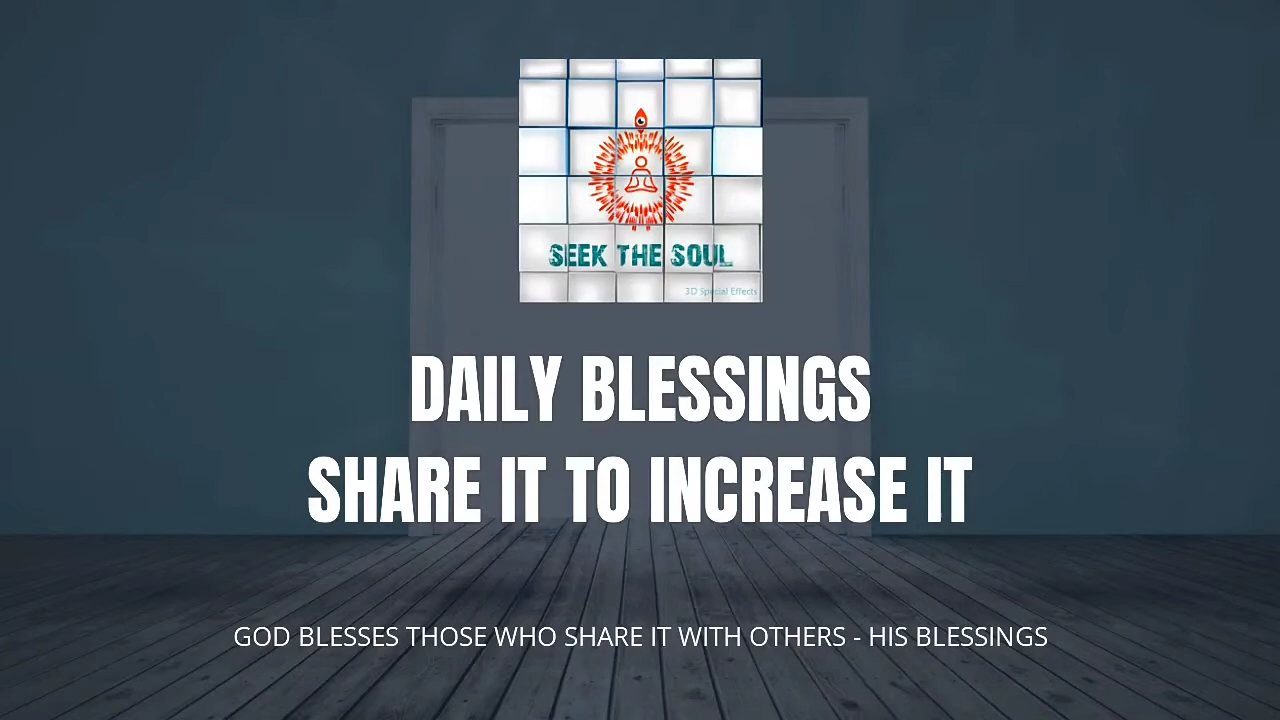 SEEK THE SOUL
3D Special Effects
DAILY BLESSINGS
SHARE IT TO INCREASE IT
GOD BLESSES THOSE WHO SHARE IT WITH OTHERS - HIS BLESSINGS